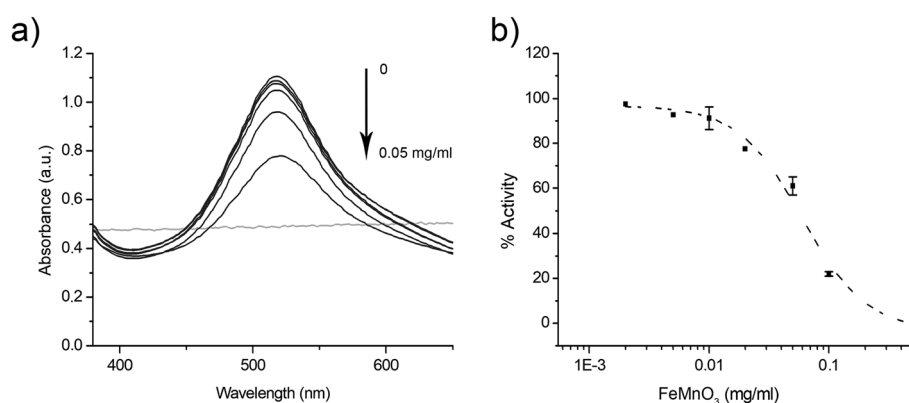 a)
1.2
1.0
0.8
0.6
0.4
0.2
0.0
400
500
600
Absorbance (a.u.)
Wavelength (nm)
0
0.05 mg/ml
b)
120
100
80
60
40
20
0
1E-3
0.01
0.1
% Activity
FeMnO₃ (mg/ml)